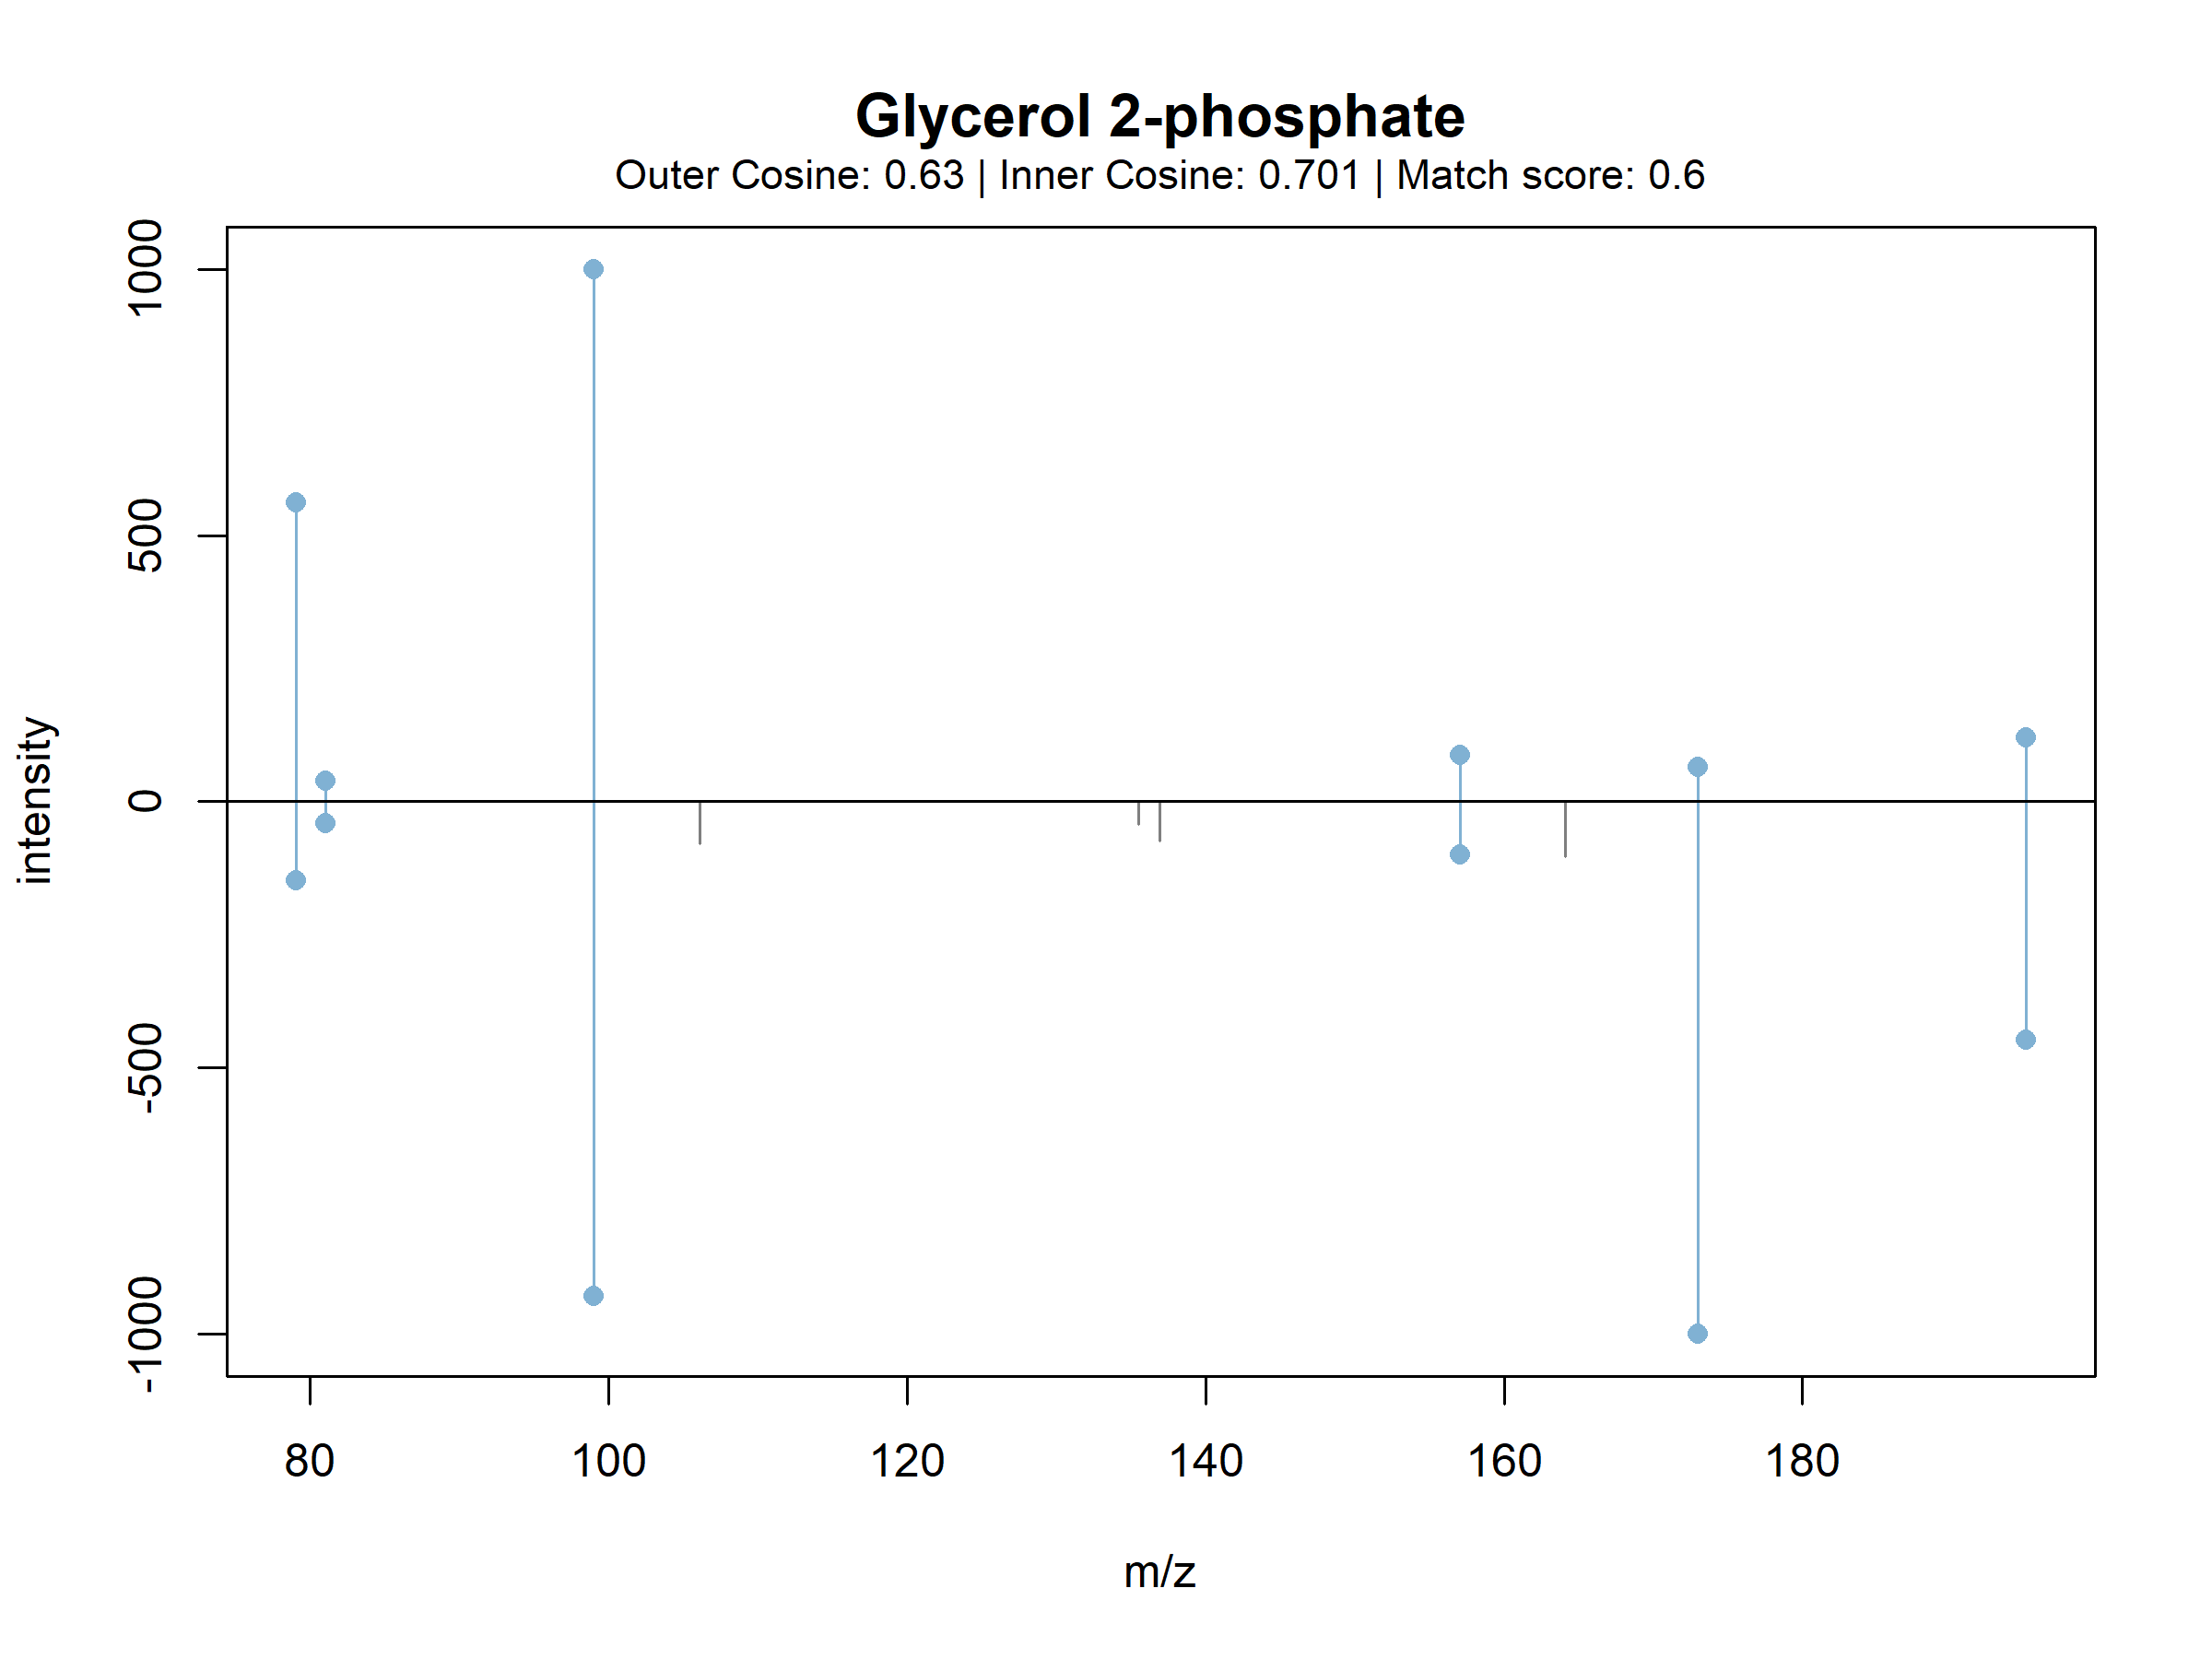 Glycerol 2-phosphate
Outer Cosine: 0.63 | Inner Cosine: 0.701 | Match score: 0.6
1000
500
0
-500
-1000
intensity
80 100 120 140 160 180
m/z